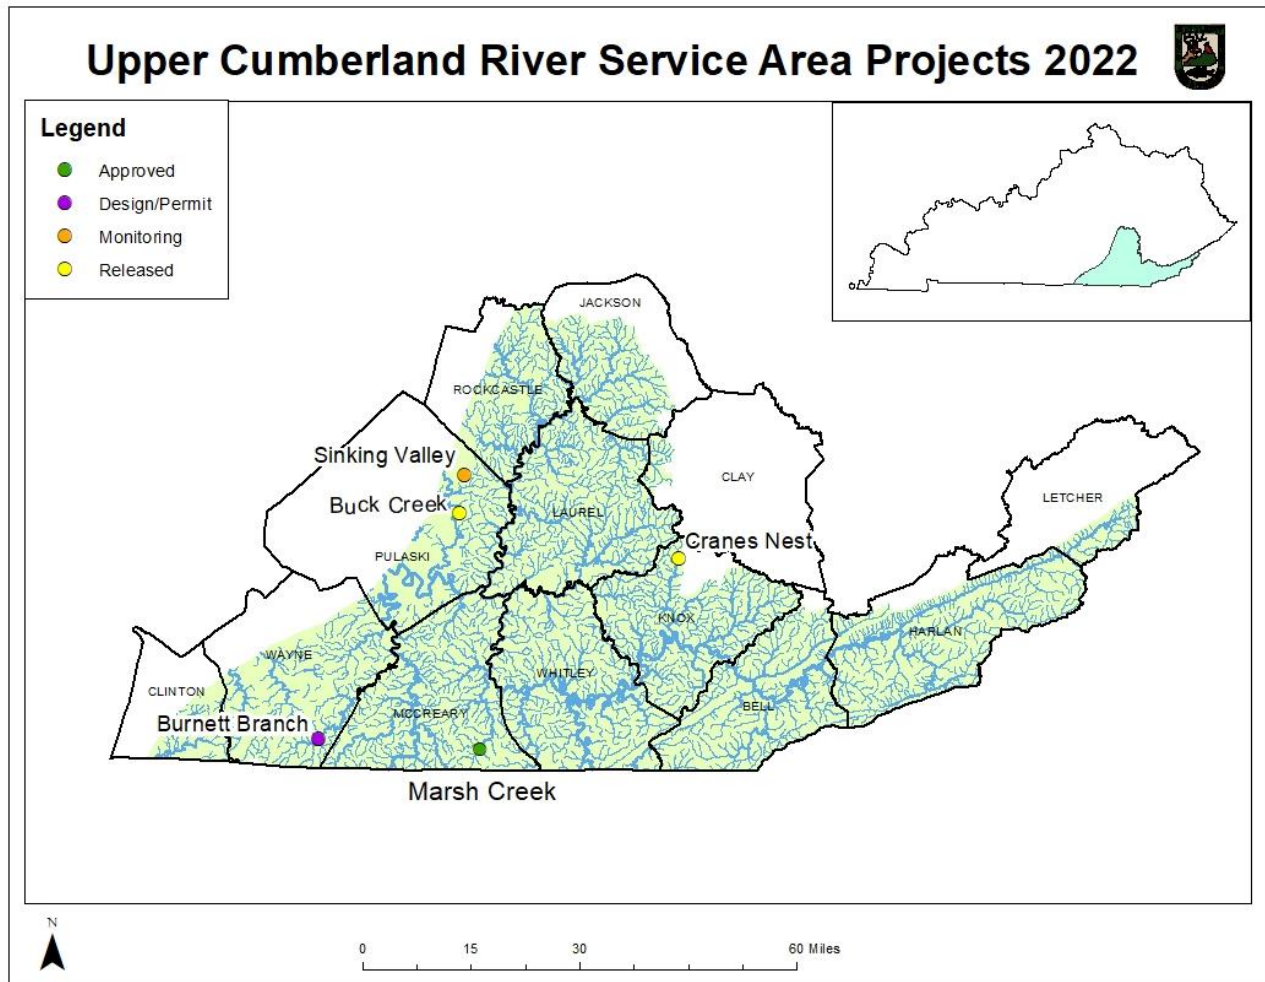 Upper Cumberland River Service Area Projects 2022
Legend
Approved
Design/Permit
Monitoring
Released
JACKSON
ROCKCASTLE
Sinking Valley
CLAY
LETCHER
Buck Creek
LAUREL
Cranes Nest
PULASKI
KNOX
HARLAN
WAYNE
WHITLEY
CLINTON
BELL
MCCREARY
Burnett Branch
Marsh Creek
N
0 15 30 60 Miles